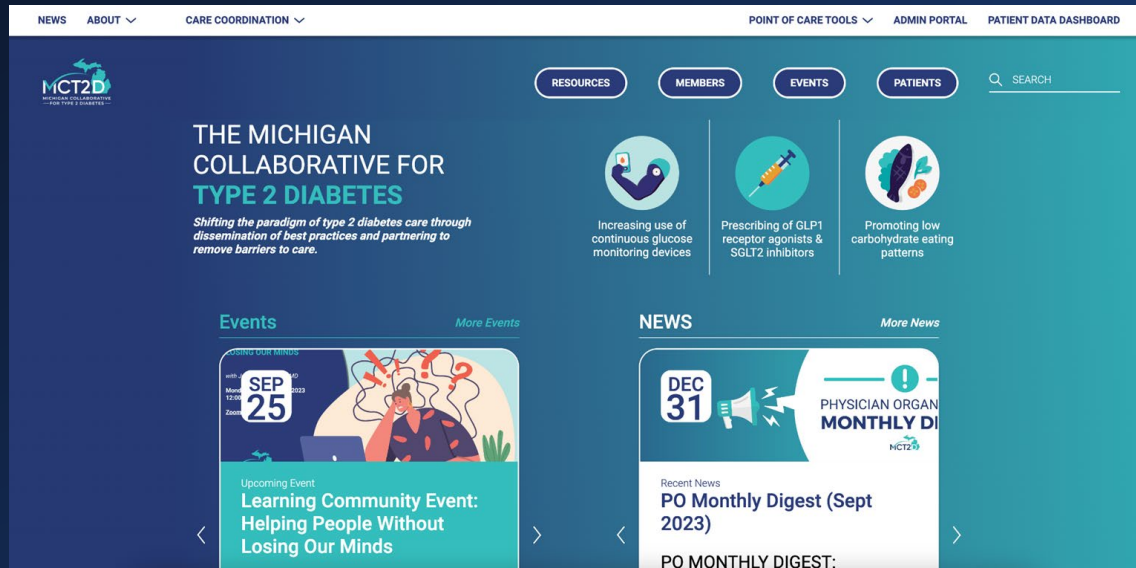 NEWS ABOUT CARE COORDINATION POINT OF CARE TOOLS ADMIN PORTAL PATIENT DATA DASHBOARD
MCT2D
MICHIGAN COLLABORATIVE
FOR TYPE 2 DIABETES
RESOURCES MEMBERS EVENTS PATIENTS SEARCH
THE MICHIGAN
COLLABORATIVE FOR
TYPE 2 DIABETES
Shifting the paradigm of type 2 diabetes care through
dissemination of best practices and partnering to
remove barriers to care.
Increasing use of
continuous glucose
monitoring devices
Prescribing of GLP1
receptor agonists &
SGLT2 inhibitors
Promoting low
carbohydrate eating
patterns
Events More Events
LOSING OUR MINDS
with
MD
2023
12:00
Zoom
SEP
25
Upcoming Event
Learning Community Event:
Helping People Without
Losing Our Minds
NEWS More News
DEC
31
PHYSICIAN ORGAN
MONTHLY DI
MCT2D
Recent News
PO Monthly Digest (Sept
2023)
PO MONTHLY DIGEST: